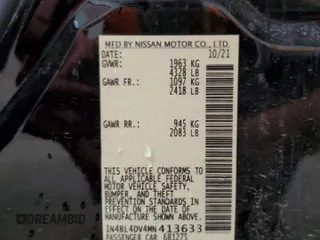 MFD BY NISSAN MOTOR CO., LTD.
DATE: 10/21
GVWR: 1963 KG
4328 LB
GAWR FR.: 1097 KG
2418 LB
GAWR RR.: 945 KG
2083 LB
THIS VEHICLE CONFORMS TO
ALL APPLICABLE FEDERAL MOTOR
VEHICLE SAFETY,
BUMPER, AND THEFT
PREVENTION STANDARDS
IN EFFECT ON THE DATE OF
MANUFACTURE SHOWN ABOVE.
1N4BL4DV4MN413633
PASSENGER CAR 681275
DREAMBID